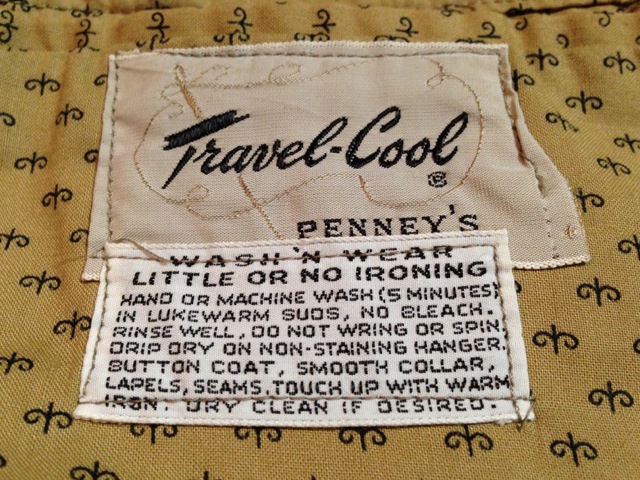 Travel-Cool
®
PENNEY'S
WASH 'N WEAR
LITTLE OR NO IRONING
HAND OR MACHINE WASH (5 MINUTES)
IN LUKEWARM SUDS, NO BLEACH.
RINSE WELL, DO NOT WRING OR SPIN.
DRIP DRY ON NON-STAINING HANGER.
BUTTON COAT, SMOOTH COLLAR,
LAPELS, SEAMS. TOUCH UP WITH WARM
IRON. DRY CLEAN IF DESIRED.